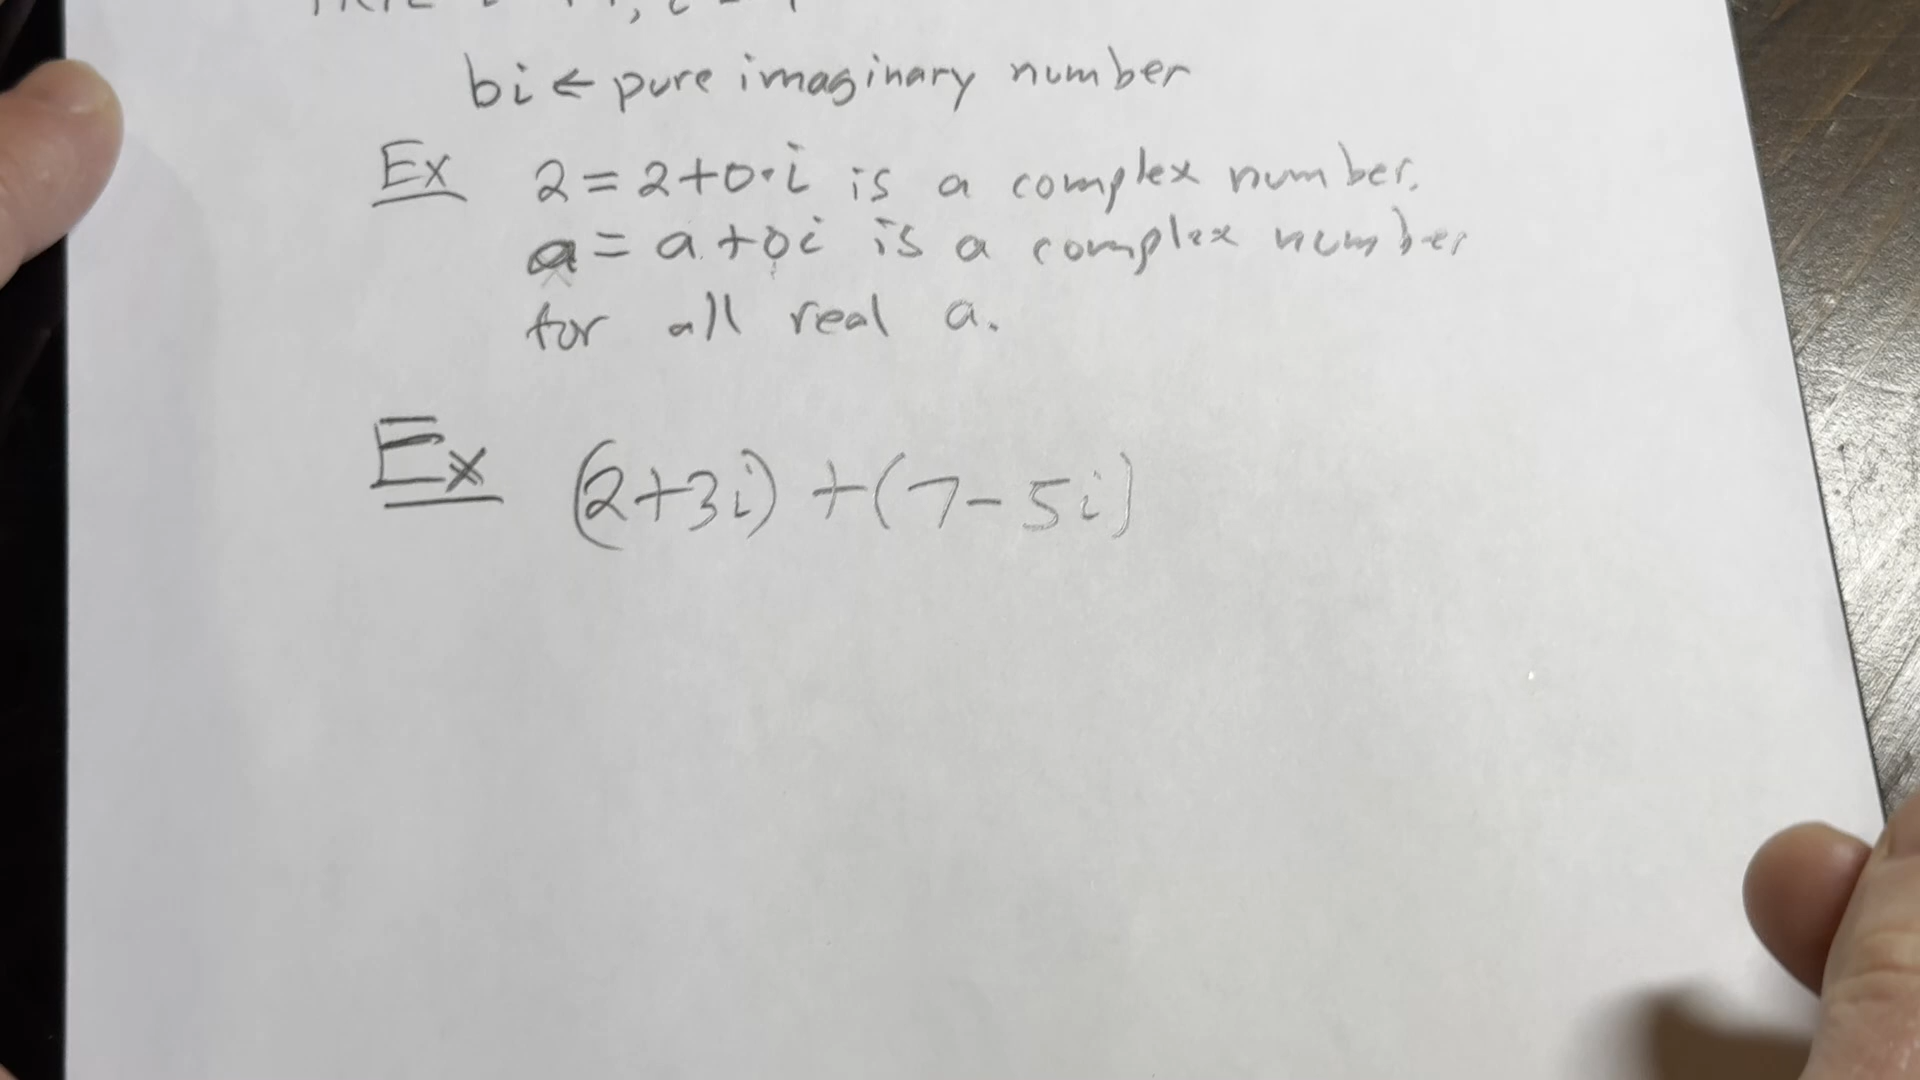 bi ← pure imaginary number
Ex 2 = 2+0·i is a complex number.
a = a+0i is a complex number
for all real a.
Ex (2+3i) + (7-5i)